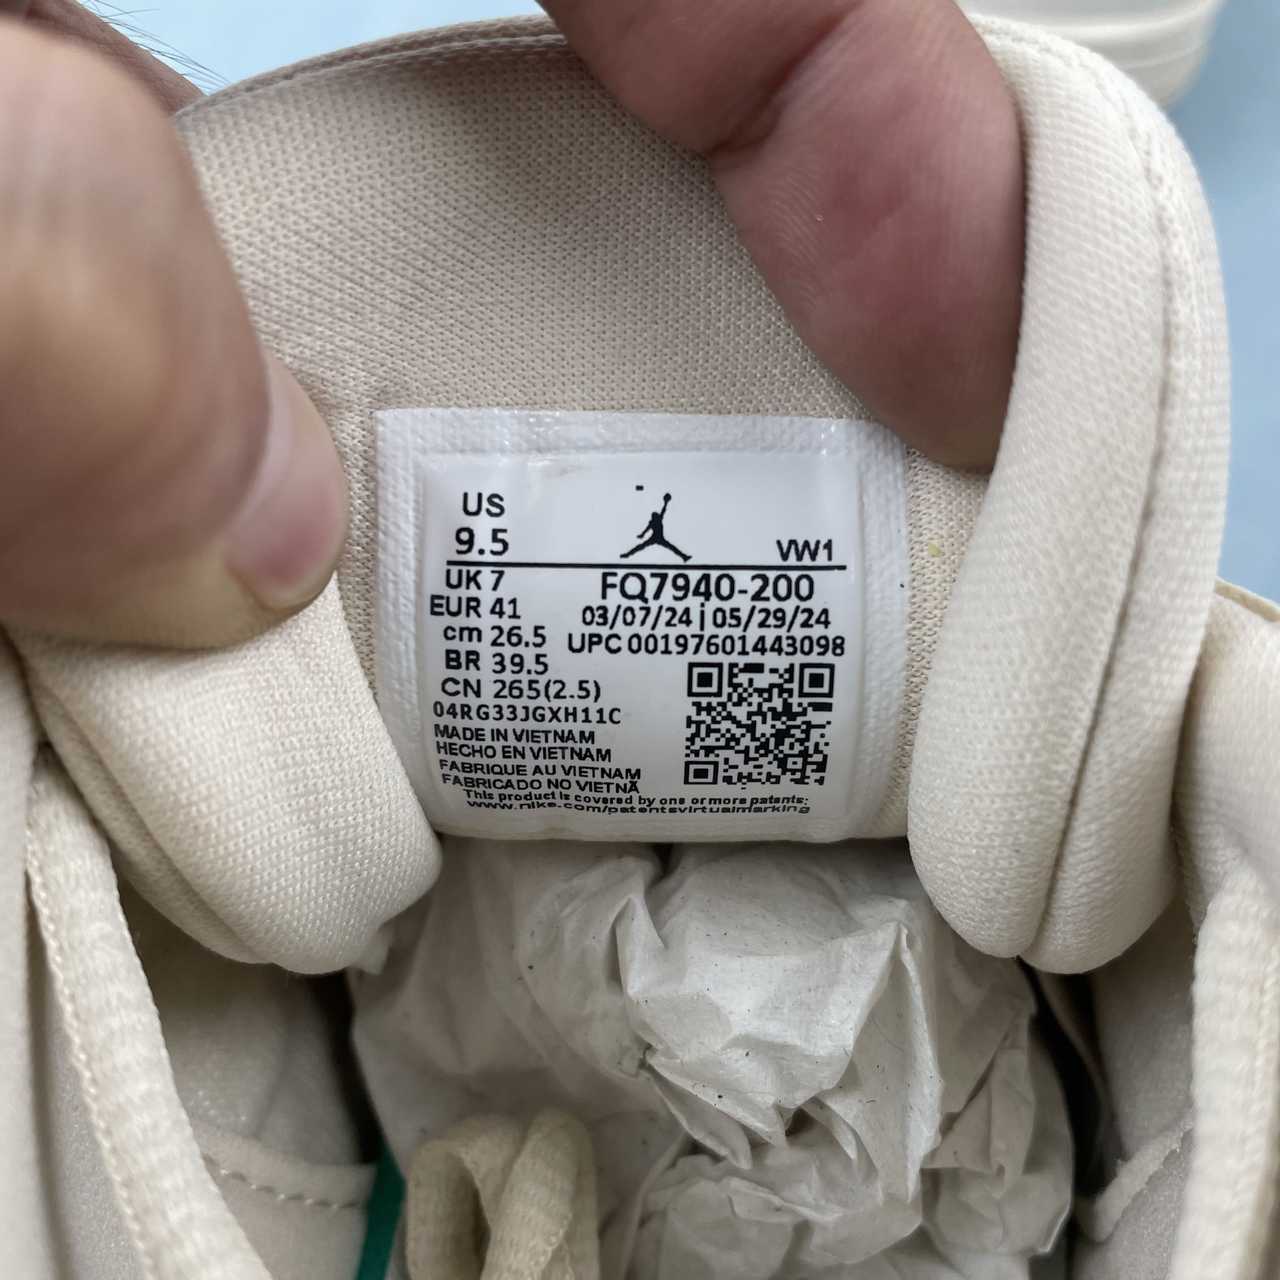 US
9.5
VW1
UK 7
FQ7940-200
EUR 41
03/07/24|05/29/24
cm 26.5
UPC 00197601443098
BR 39.5
CN 265(2.5)
04RG33JGXH11C
MADE IN VIETNAM
HECHO EN VIETNAM
FABRIQUE AU VIETNAM
FABRICADO NO VIETNÃ
This product is covered by one or more patents:
www.nike.com/patentsvirtualmarking